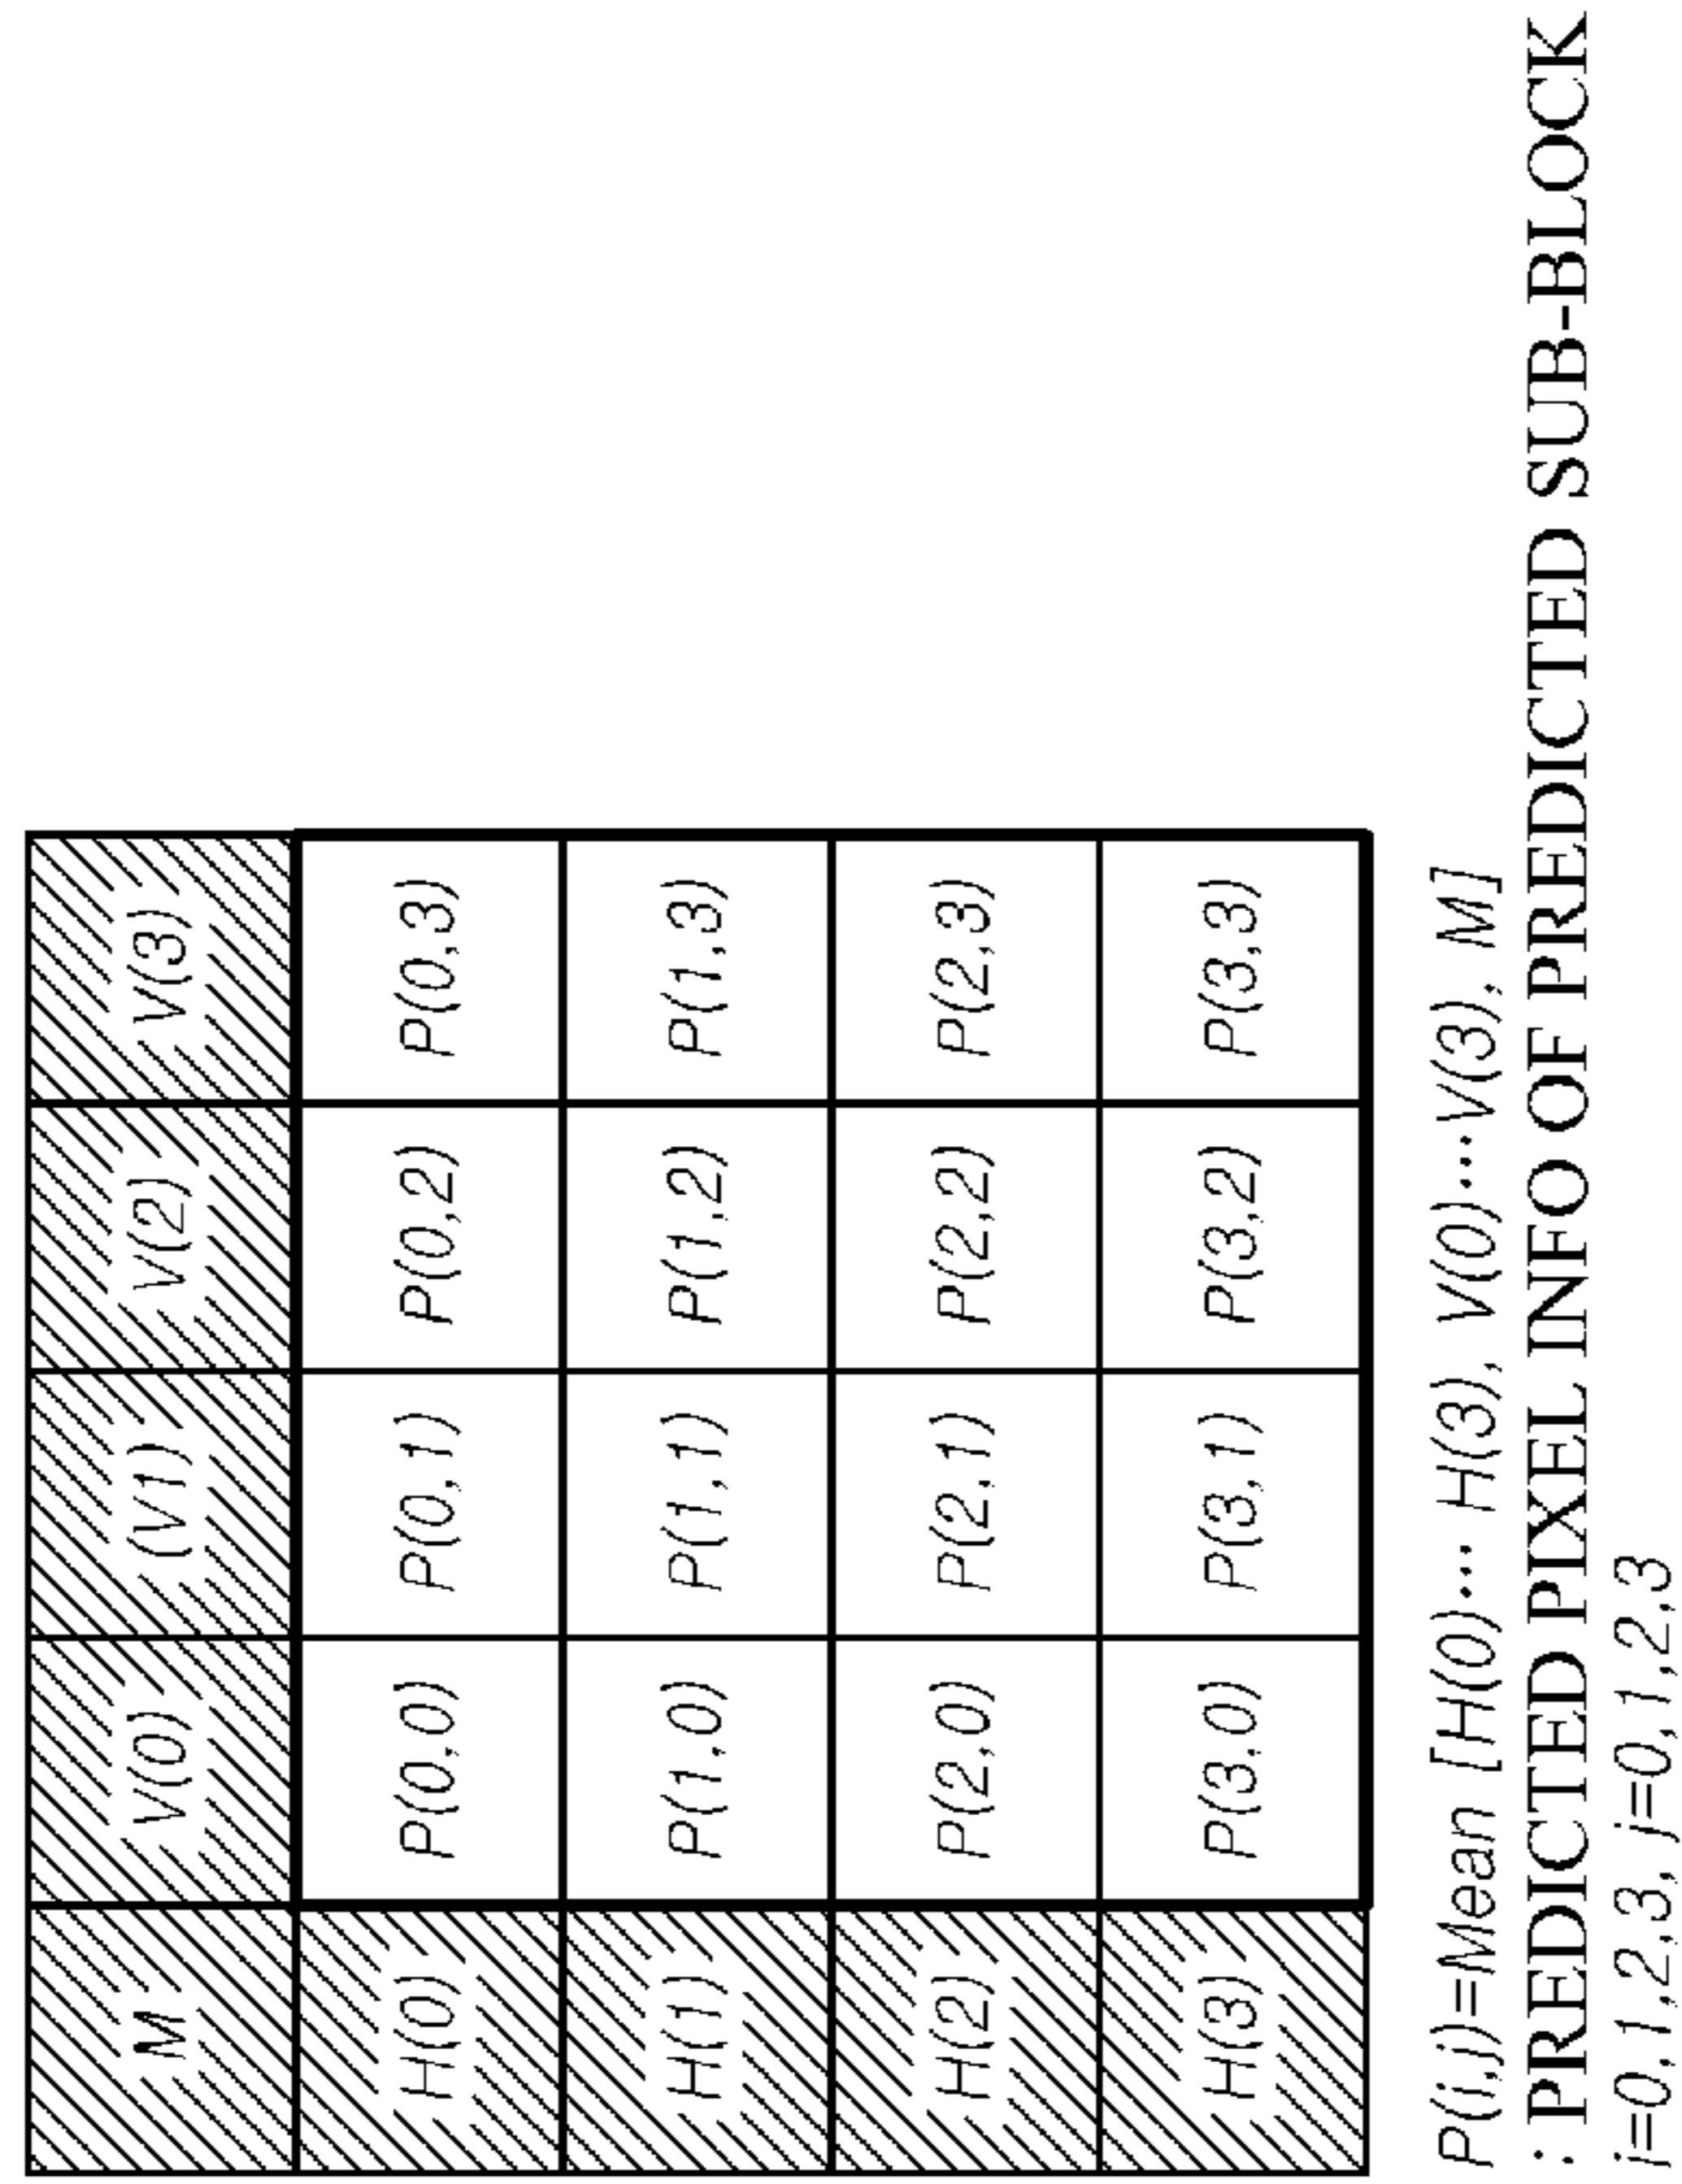 M V(0) (V1) V(2) V(3)
H(0) P(0,0) P(0,1) P(0,2) P(0,3)
H(1) P(1,0) P(1,1) P(1,2) P(1,3)
H(2) P(2,0) P(2,1) P(2,2) P(2,3)
H(3) P(3,0) P(3,1) P(3,2) P(3,3)
P(i,j)=Mean [H(0)... H(3), V(0)...V(3), M]
: PREDICTED PIXEL INFO OF PREDICTED SUB-BLOCK
i=0,1,2,3, j=0,1,2,3